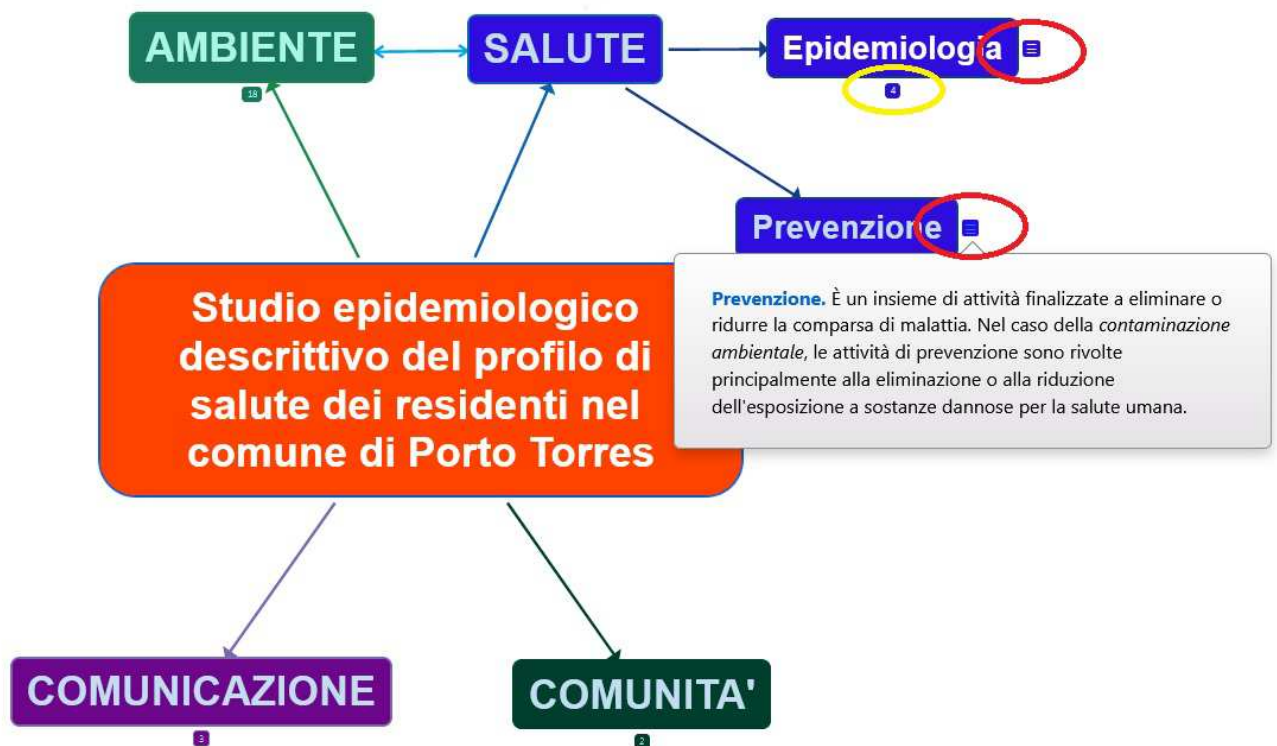 AMBIENTE
SALUTE
Epidemiologia
18
4
Prevenzione
Prevenzione. È un insieme di attività finalizzate a eliminare o
ridurre la comparsa di malattia. Nel caso della contaminazione
ambientale, le attività di prevenzione sono rivolte
principalmente alla eliminazione o alla riduzione
dell'esposizione a sostanze dannose per la salute umana.
Studio epidemiologico
descrittivo del profilo di
salute dei residenti nel
comune di Porto Torres
COMUNICAZIONE
COMUNITA'
3
2